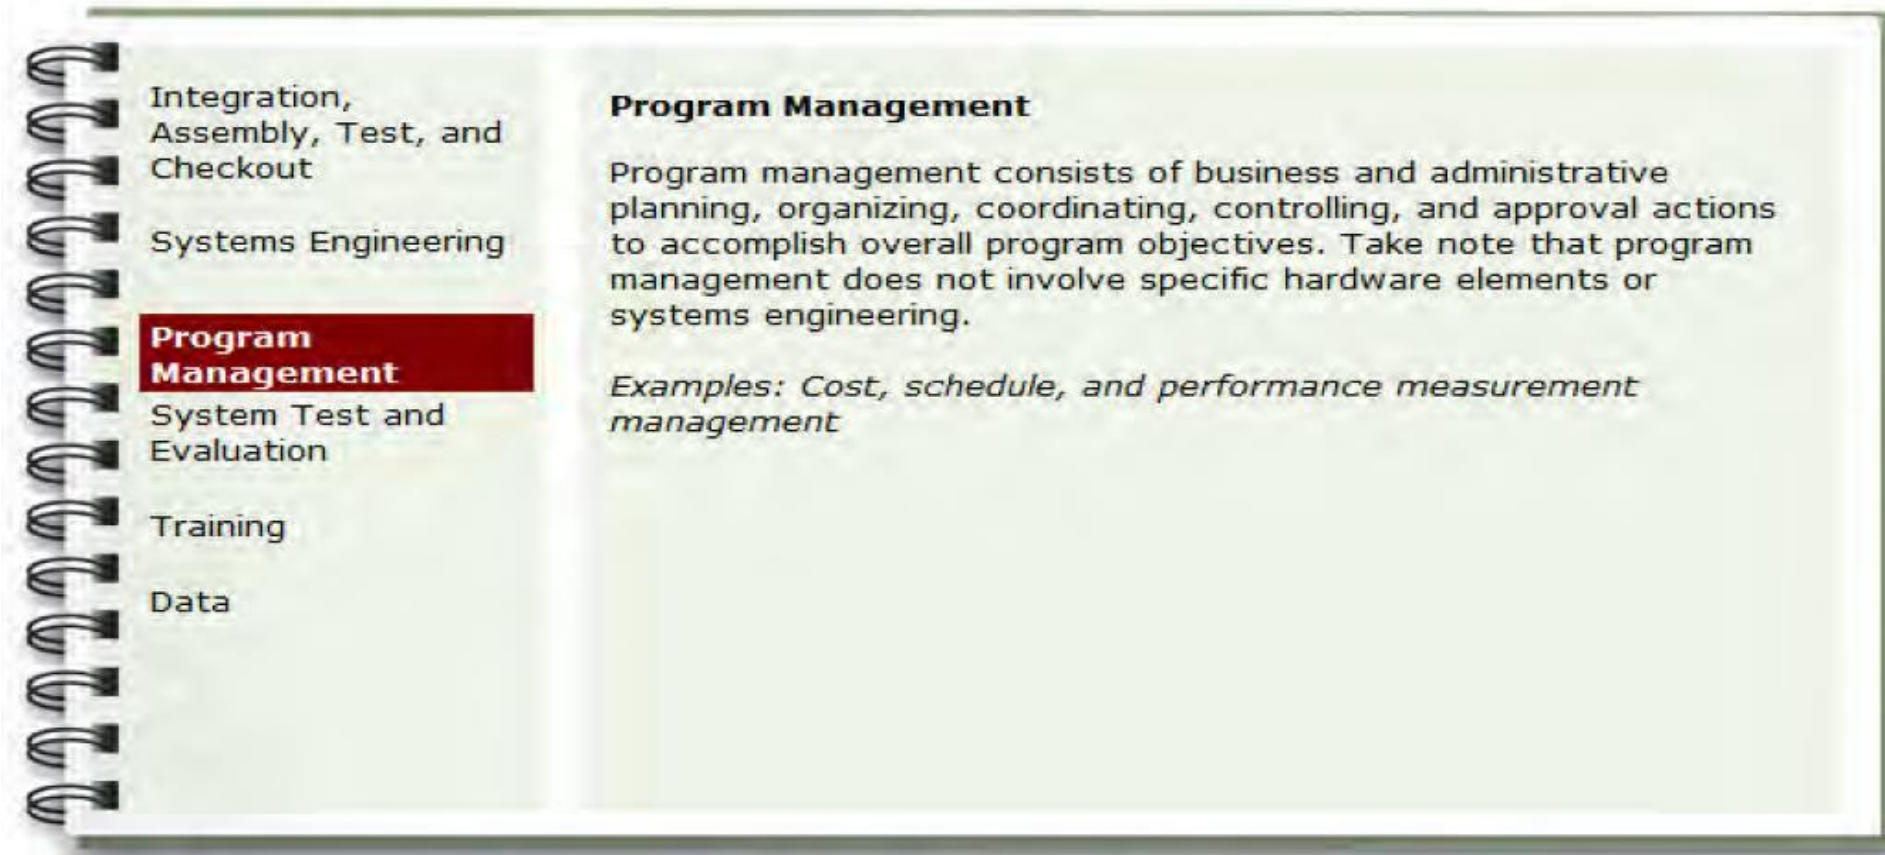 Integration,
Assembly, Test, and
Checkout
Systems Engineering
Program
Management
System Test and
Evaluation
Training
Data
Program Management
Program management consists of business and administrative
planning, organizing, coordinating, controlling, and approval actions
to accomplish overall program objectives. Take note that program
management does not involve specific hardware elements or
systems engineering.
Examples: Cost, schedule, and performance measurement
management